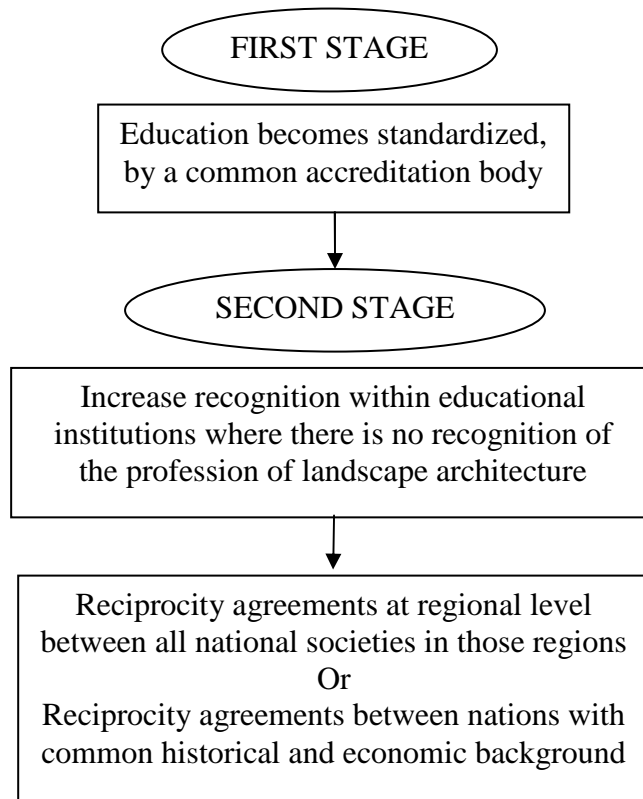 FIRST STAGE
Education becomes standardized,
by a common accreditation body
SECOND STAGE
Increase recognition within educational
institutions where there is no recognition of
the profession of landscape architecture
Reciprocity agreements at regional level
between all national societies in those regions
Or
Reciprocity agreements between nations with
common historical and economic background